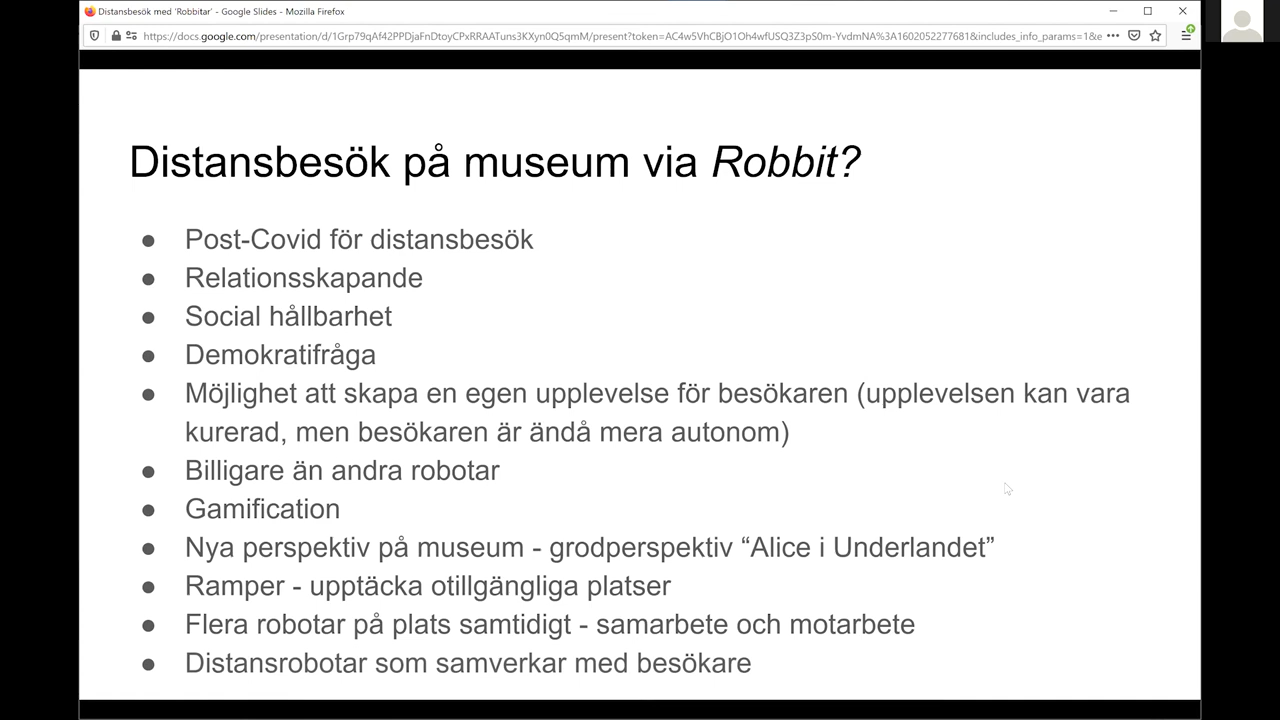 Distansbesök med 'Robbitar' - Google Slides - Mozilla Firefox
https://docs.google.com/presentation/d/1Grp79qAf42PPDjaFnDtoyCPxRRAATuns3KXyn0Q5qmM/present?token=AC4w5VhCBjO1Oh4wfUSQ3Z3pS0m-YvdmNA%3A1602052277681&includes_info_params=1&e
Distansbesök på museum via Robbit?
● Post-Covid för distansbesök
● Relationsskapande
● Social hållbarhet
● Demokratifråga
● Möjlighet att skapa en egen upplevelse för besökaren (upplevelsen kan vara
kurerad, men besökaren är ändå mera autonom)
● Billigare än andra robotar
● Gamification
● Nya perspektiv på museum - grodperspektiv “Alice i Underlandet”
● Ramper - upptäcka otillgängliga platser
● Flera robotar på plats samtidigt - samarbete och motarbete
● Distansrobotar som samverkar med besökare